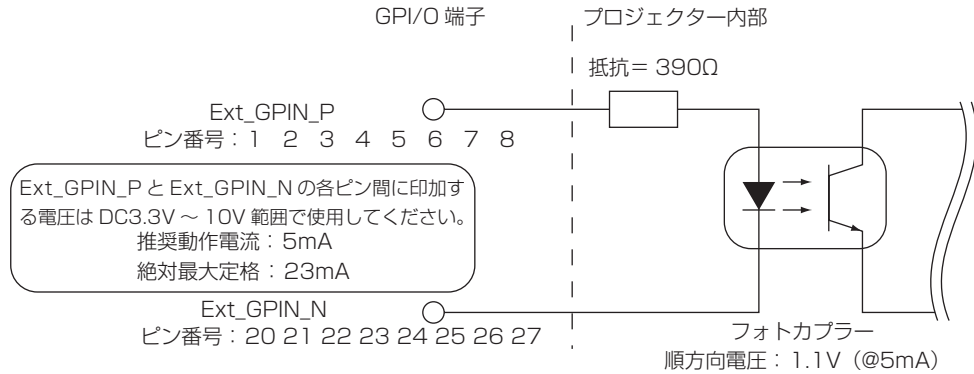 GPI/O 端子
プロジェクター内部
抵抗＝ 390Ω
Ext_GPIN_P
ピン番号：1 2 3 4 5 6 7 8
Ext_GPIN_P と Ext_GPIN_N の各ピン間に印加す
る電圧は DC3.3V ～ 10V 範囲で使用してください。
推奨動作電流：5mA
絶対最大定格：23mA
Ext_GPIN_N
ピン番号：20 21 22 23 24 25 26 27
フォトカプラー
順方向電圧：1.1V（@5mA）